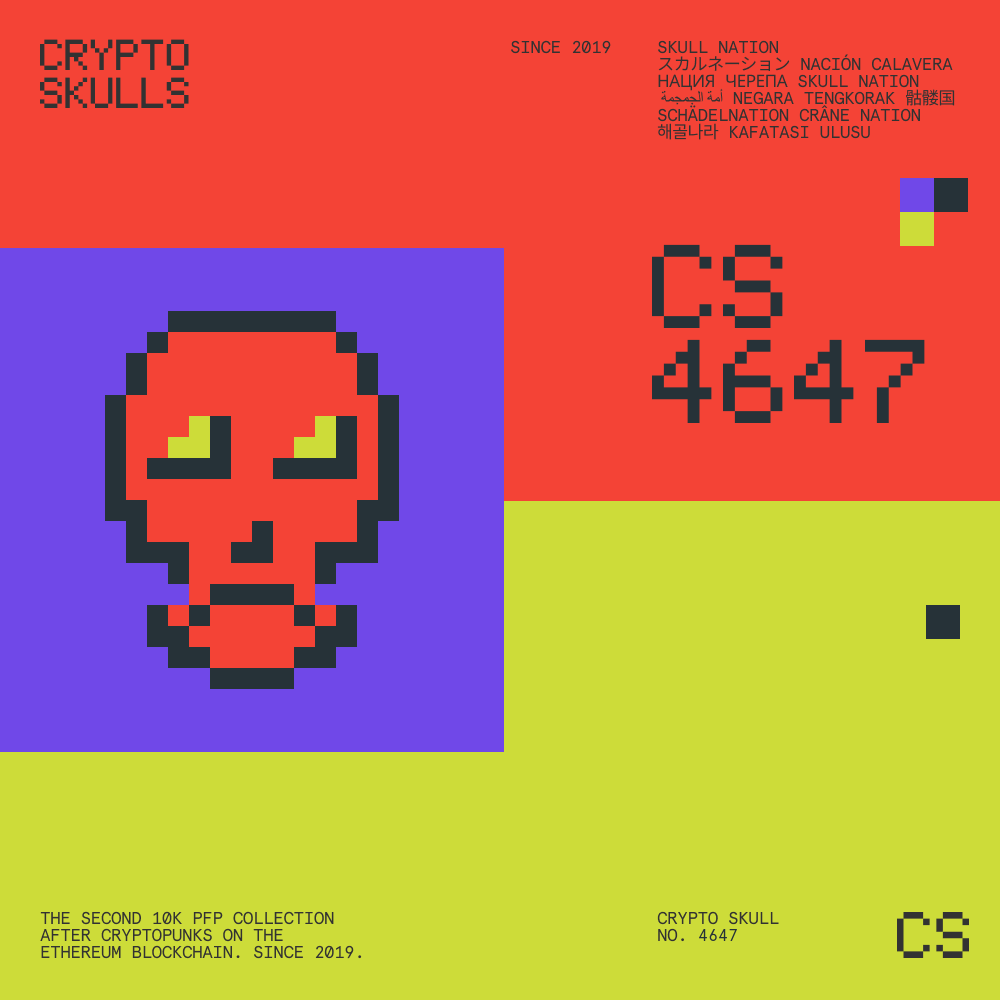 CRYPTO
SKULLS
SINCE 2019
SKULL NATION
スカルネーション NACIÓN CALAVERA
НАЦИЯ ЧЕРЕПА SKULL NATION
أمة الجمجمة NEGARA TENGKORAK 骷髅国
SCHÄDELNATION CRÂNE NATION
해골나라 KAFATASI ULUSU
CS
4647
THE SECOND 10K PFP COLLECTION
AFTER CRYPTOPUNKS ON THE
ETHEREUM BLOCKCHAIN. SINCE 2019.
CRYPTO SKULL
NO. 4647
CS